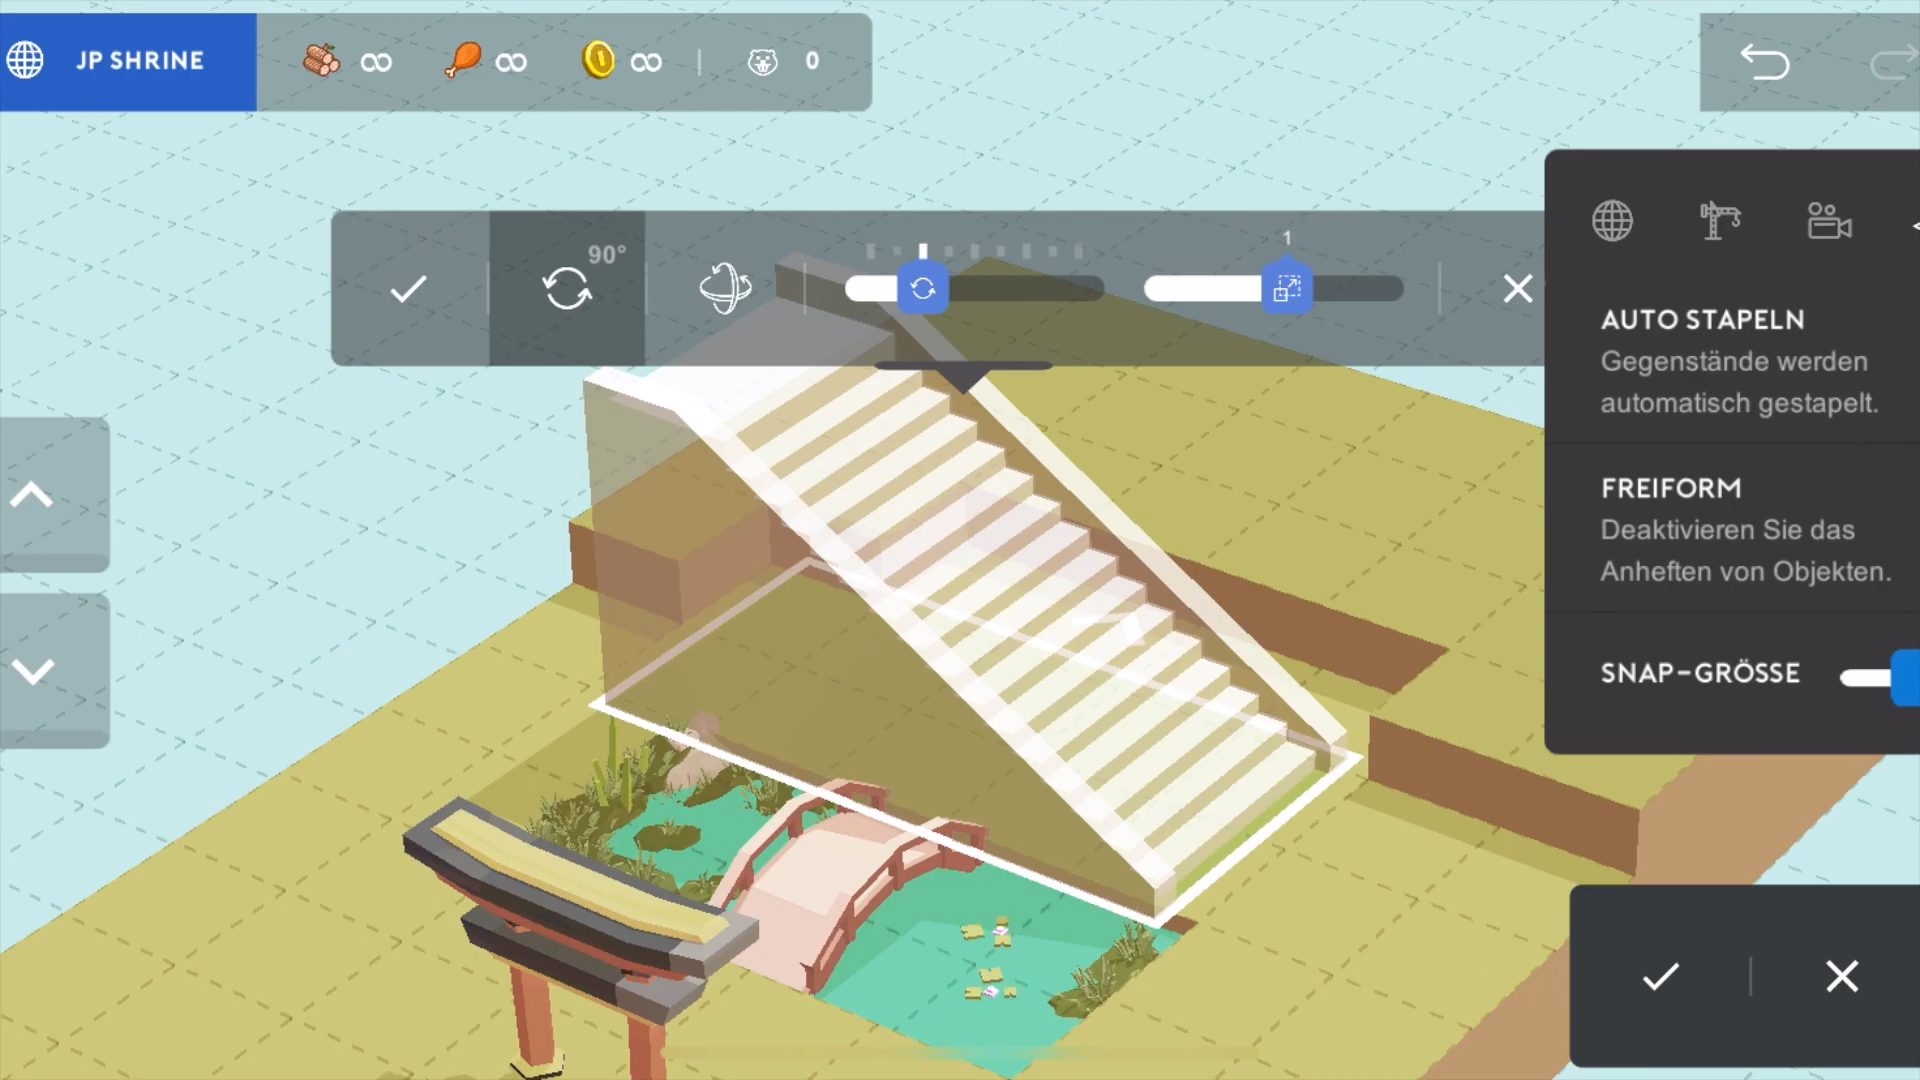 JP SHRINE
∞
∞
∞
0
90°
1
AUTO STAPELN
Gegenstände werden
automatisch gestapelt.
FREIFORM
Deaktivieren Sie das
Anheften von Objekten.
SNAP-GRÖSSE